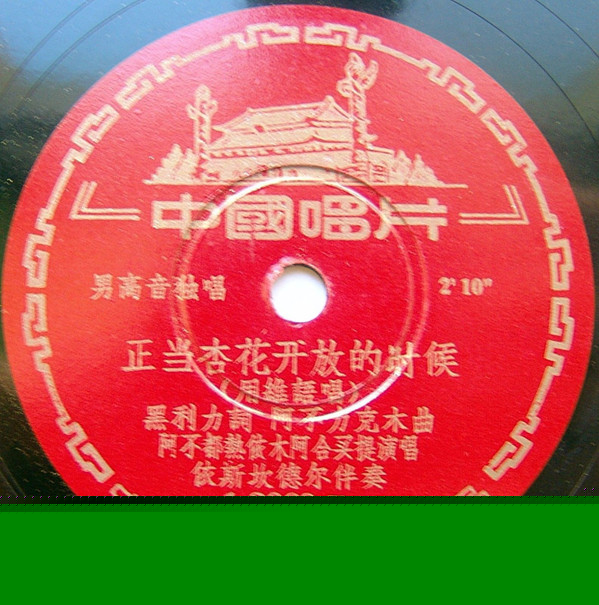 中國唱片
男高音独唱 2'10"
正当杏花开放的时候
（用维語唱）
黑利力詞 阿不力克木曲
阿不都熱依木阿合买提演唱
依斯坎德尔伴奏